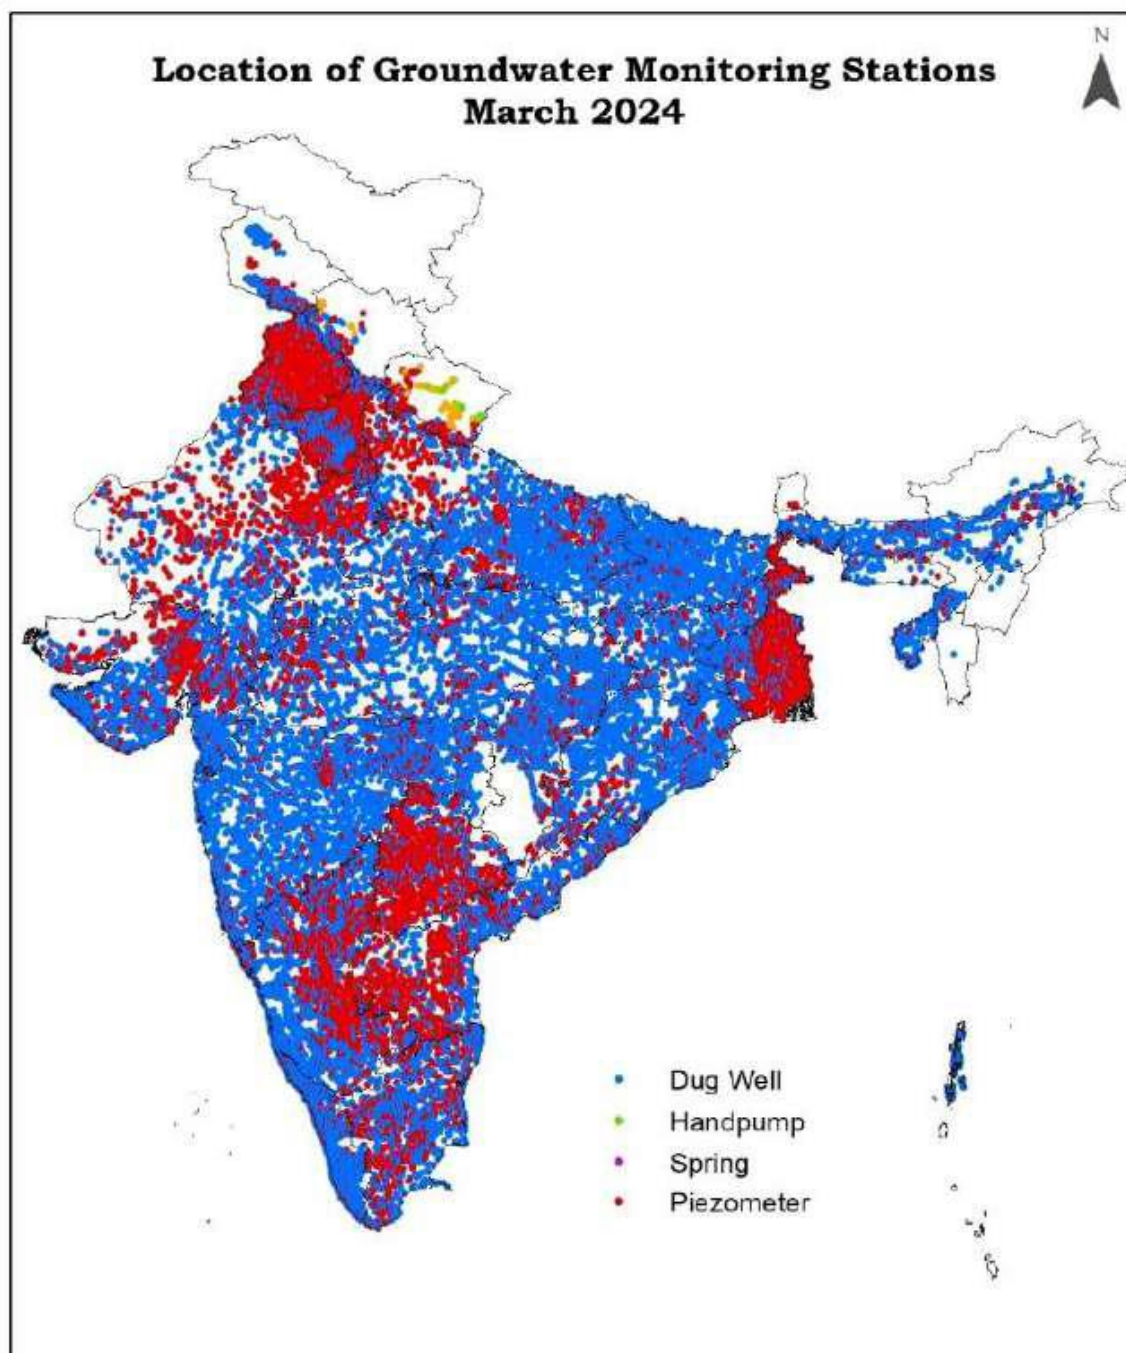 N
Location of Groundwater Monitoring Stations
March 2024
Dug Well
Handpump
Spring
Piezometer